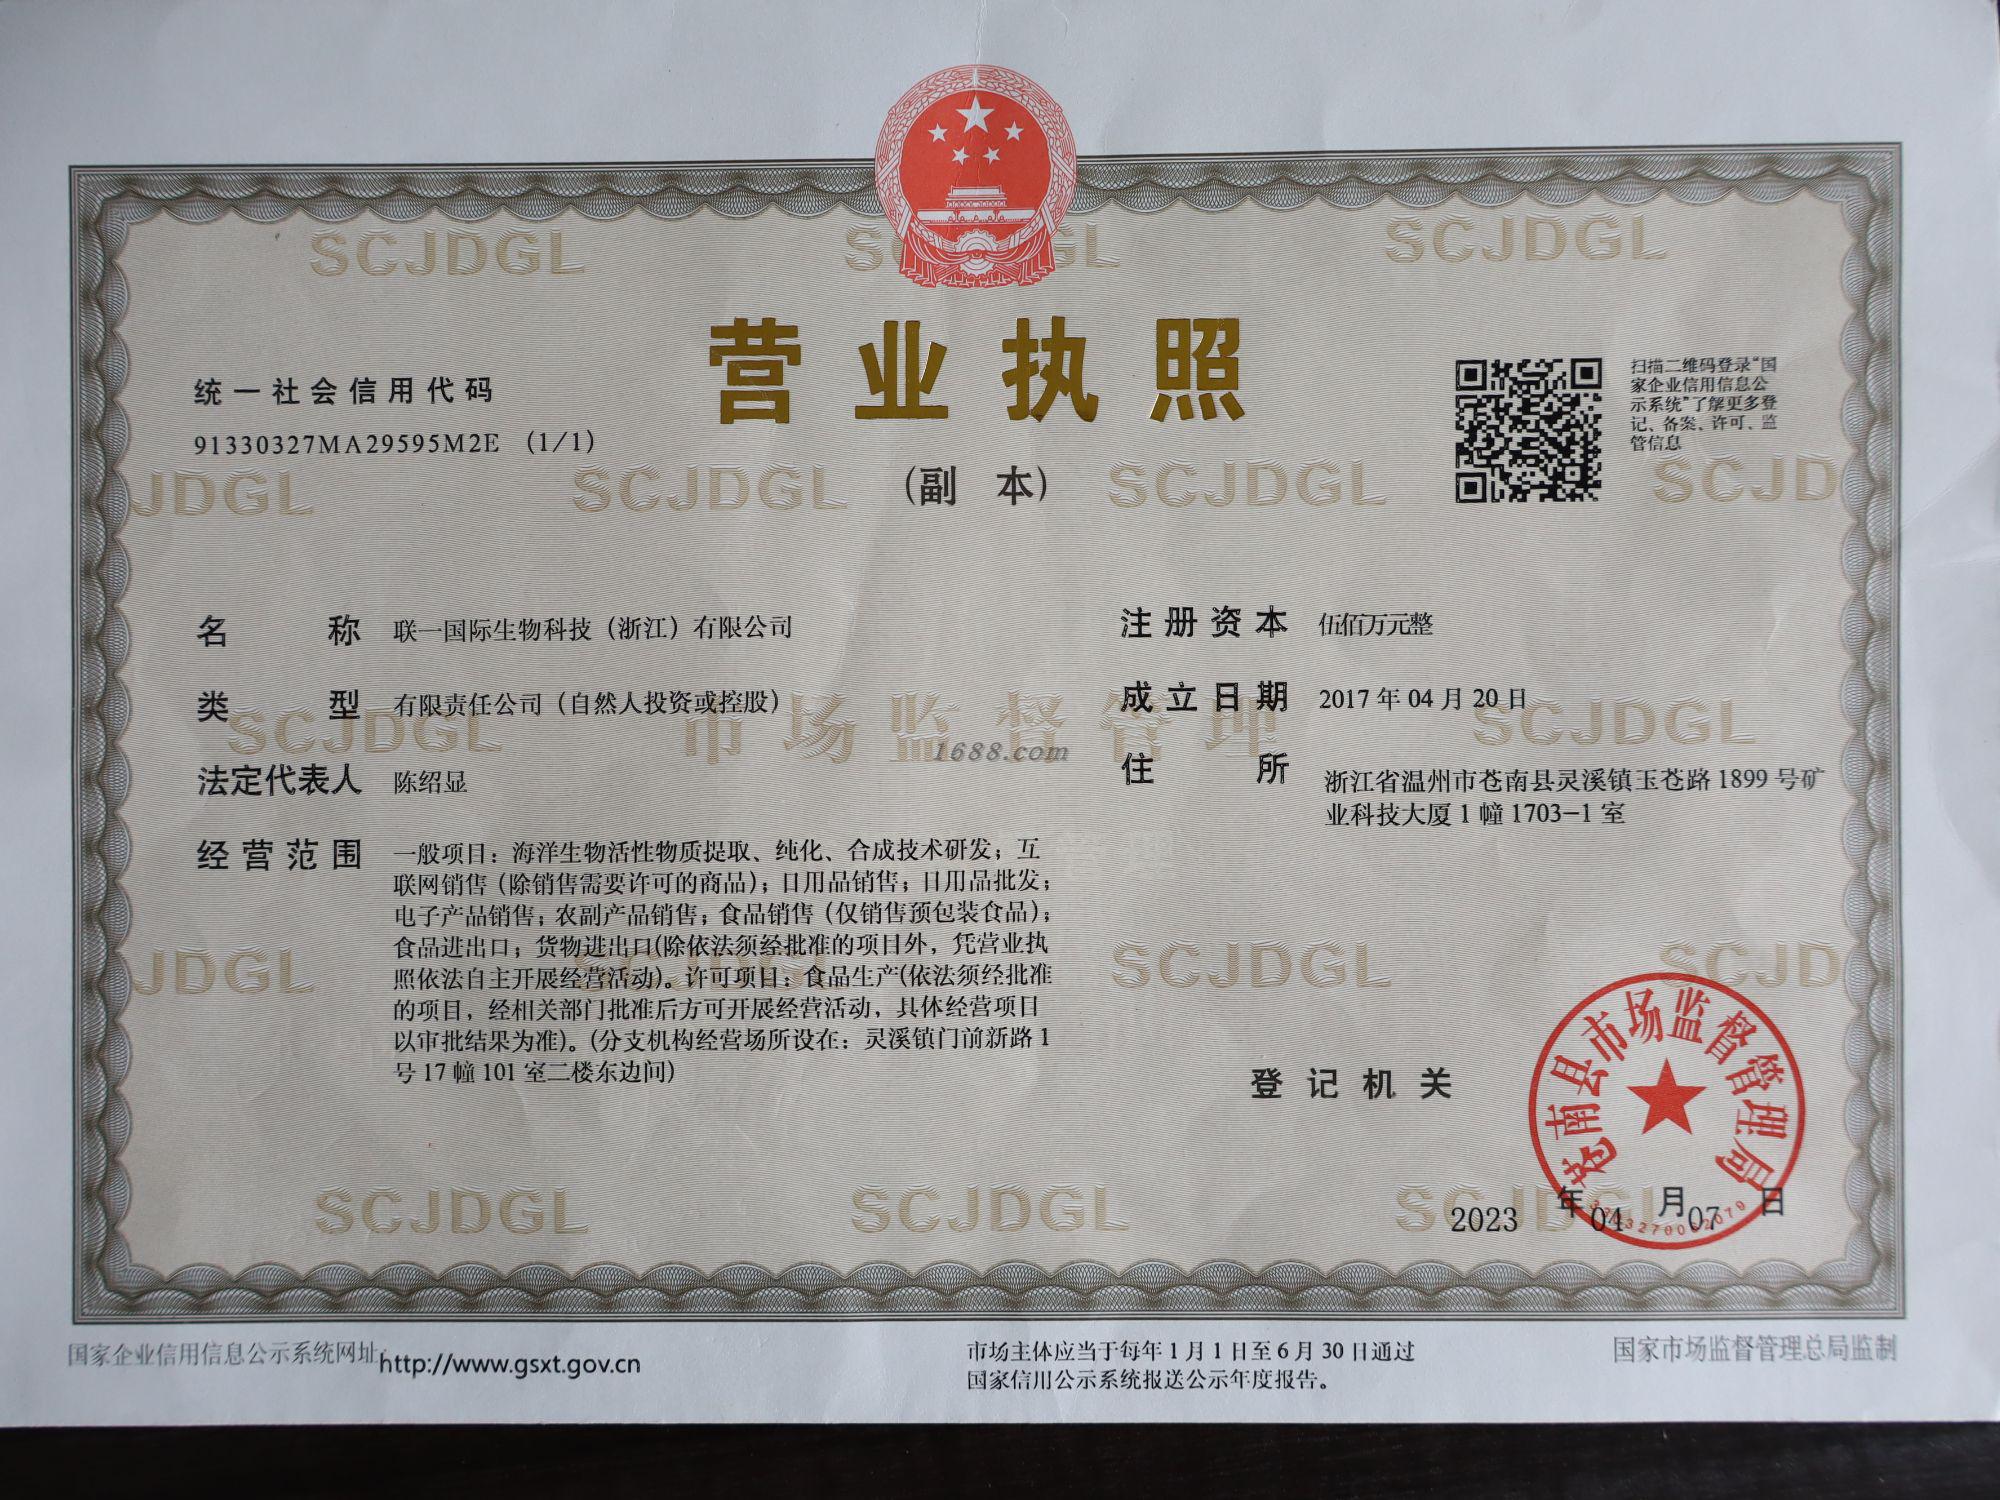 SCJDGL
SCJDGL
营业执照
(副 本)
统一社会信用代码
91330327MA29595M2E (1/1)
扫描二维码登录“国
家企业信用信息公
示系统”了解更多登
记、备案、许可、监
管信息
JDGL SCJDGL SCJDGL SCJD
名 称 联一国际生物科技（浙江）有限公司
类 型 有限责任公司（自然人投资或控股）
法定代表人 陈绍显
经营范围 一般项目：海洋生物活性物质提取、纯化、合成技术研发；互
联网销售（除销售需要许可的商品）；日用品销售；日用品批发；
电子产品销售；农副产品销售；食品销售（仅销售预包装食品）；
食品进出口；货物进出口(除依法须经批准的项目外，凭营业执
照依法自主开展经营活动)。许可项目：食品生产(依法须经批准
的项目，经相关部门批准后方可开展经营活动，具体经营项目
以审批结果为准)。(分支机构经营场所设在：灵溪镇门前新路1
号17幢101室二楼东边间)
注册资本 伍佰万元整
成立日期 2017年04月20日
住 所 浙江省温州市苍南县灵溪镇玉苍路1899号矿
业科技大厦1幢1703-1室
SCJDGL 市场监督管理 SCJDGL
1688.com
JDGL SCJDGL SCJDGL SCJD
登记机关
苍南县市场监督管理局
2023年04月07日
SCJDGL SCJDGL SCJDGL
国家企业信用信息公示系统网址:http://www.gsxt.gov.cn
市场主体应当于每年1月1日至6月30日通过
国家信用公示系统报送公示年度报告。
国家市场监督管理总局监制